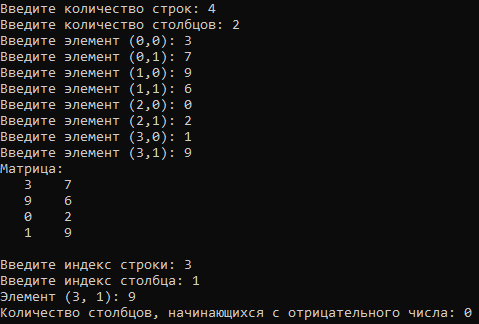 Введите количество строк: 4
Введите количество столбцов: 2
Введите элемент (0,0): 3
Введите элемент (0,1): 7
Введите элемент (1,0): 9
Введите элемент (1,1): 6
Введите элемент (2,0): 0
Введите элемент (2,1): 2
Введите элемент (3,0): 1
Введите элемент (3,1): 9
Матрица:
3 7
9 6
0 2
1 9
Введите индекс строки: 3
Введите индекс столбца: 1
Элемент (3, 1): 9
Количество столбцов, начинающихся с отрицательного числа: 0